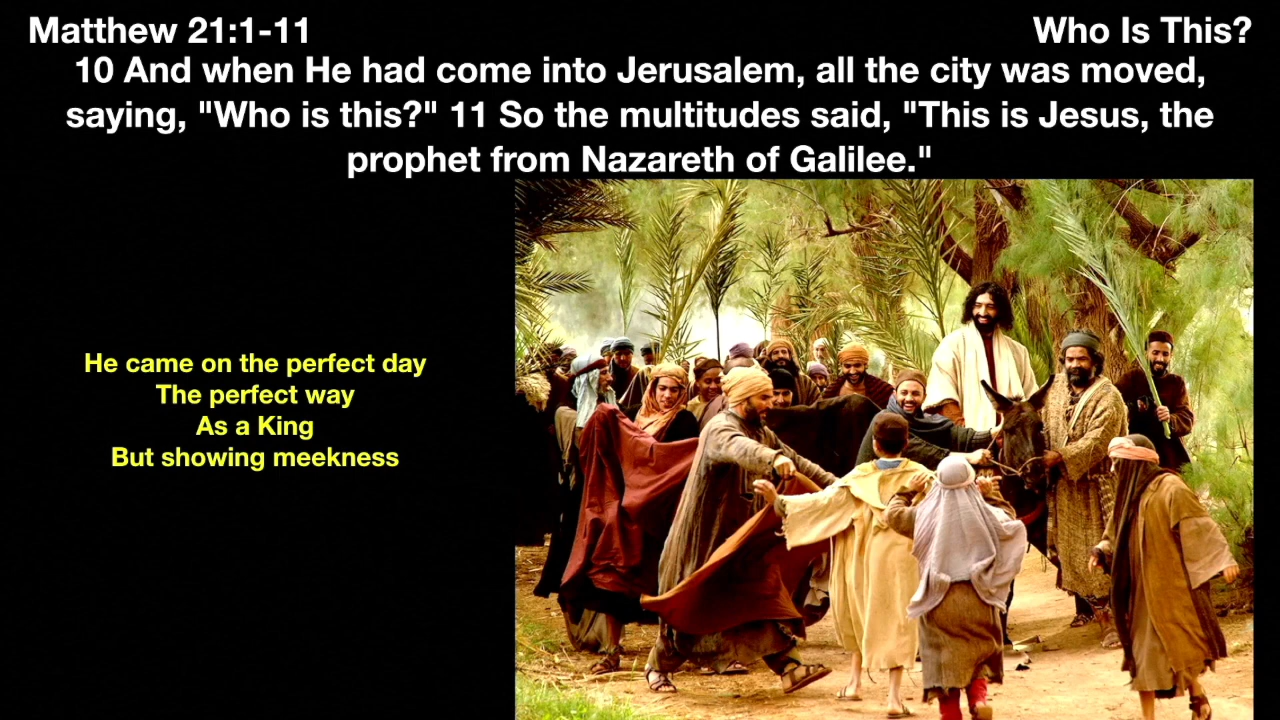 Matthew 21:1-11
Who Is This?
10 And when He had come into Jerusalem, all the city was moved,
saying, "Who is this?" 11 So the multitudes said, "This is Jesus, the
prophet from Nazareth of Galilee."
He came on the perfect day
The perfect way
As a King
But showing meekness